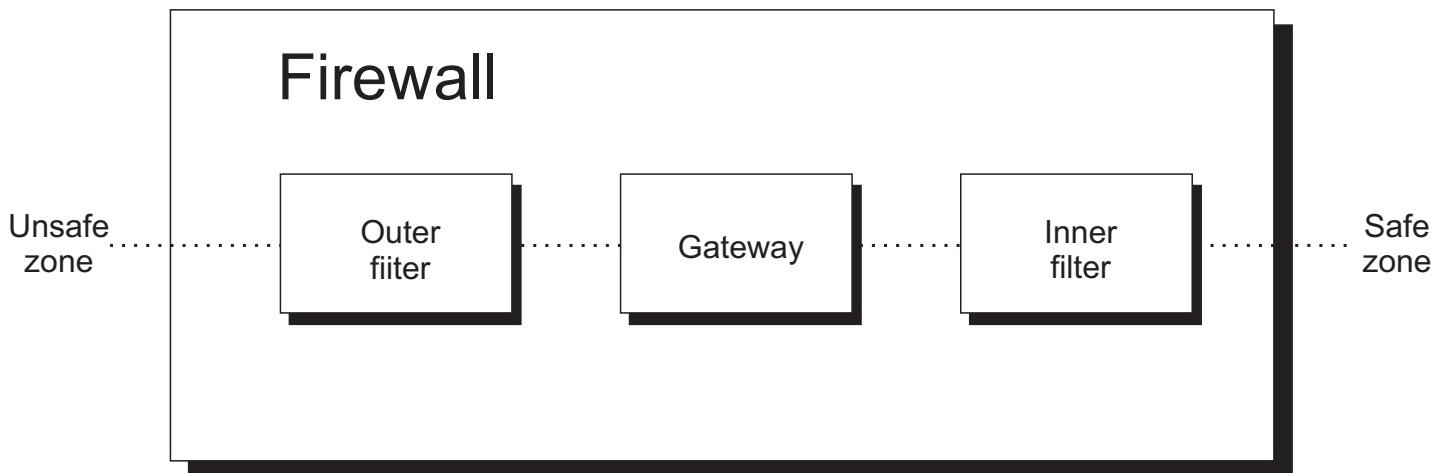 Firewall
Unsafe
zone
Outer
fiiter
Gateway
Inner
filter
Safe
zone